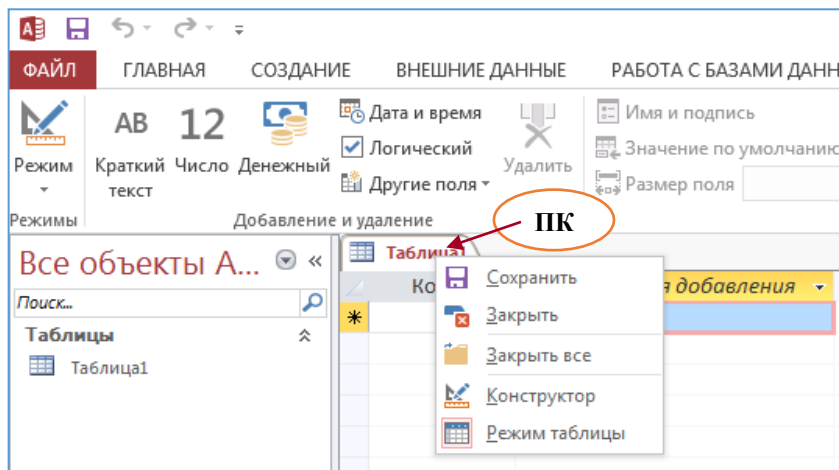 ФАЙЛ ГЛАВНАЯ СОЗДАНИЕ ВНЕШНИЕ ДАННЫЕ РАБОТА С БАЗАМИ ДАНН
Режим
AB
Краткий текст
12
Число
Денежный
Дата и время
Логический
Другие поля
Удалить
Имя и подпись
Значение по умолчанию
Размер поля
Режимы
Добавление и удаление
ПК
Все объекты A...
Поиск...
Таблицы
Таблица1
Таблица1
Ко
я добавления
Сохранить
Закрыть
Закрыть все
Конструктор
Режим таблицы